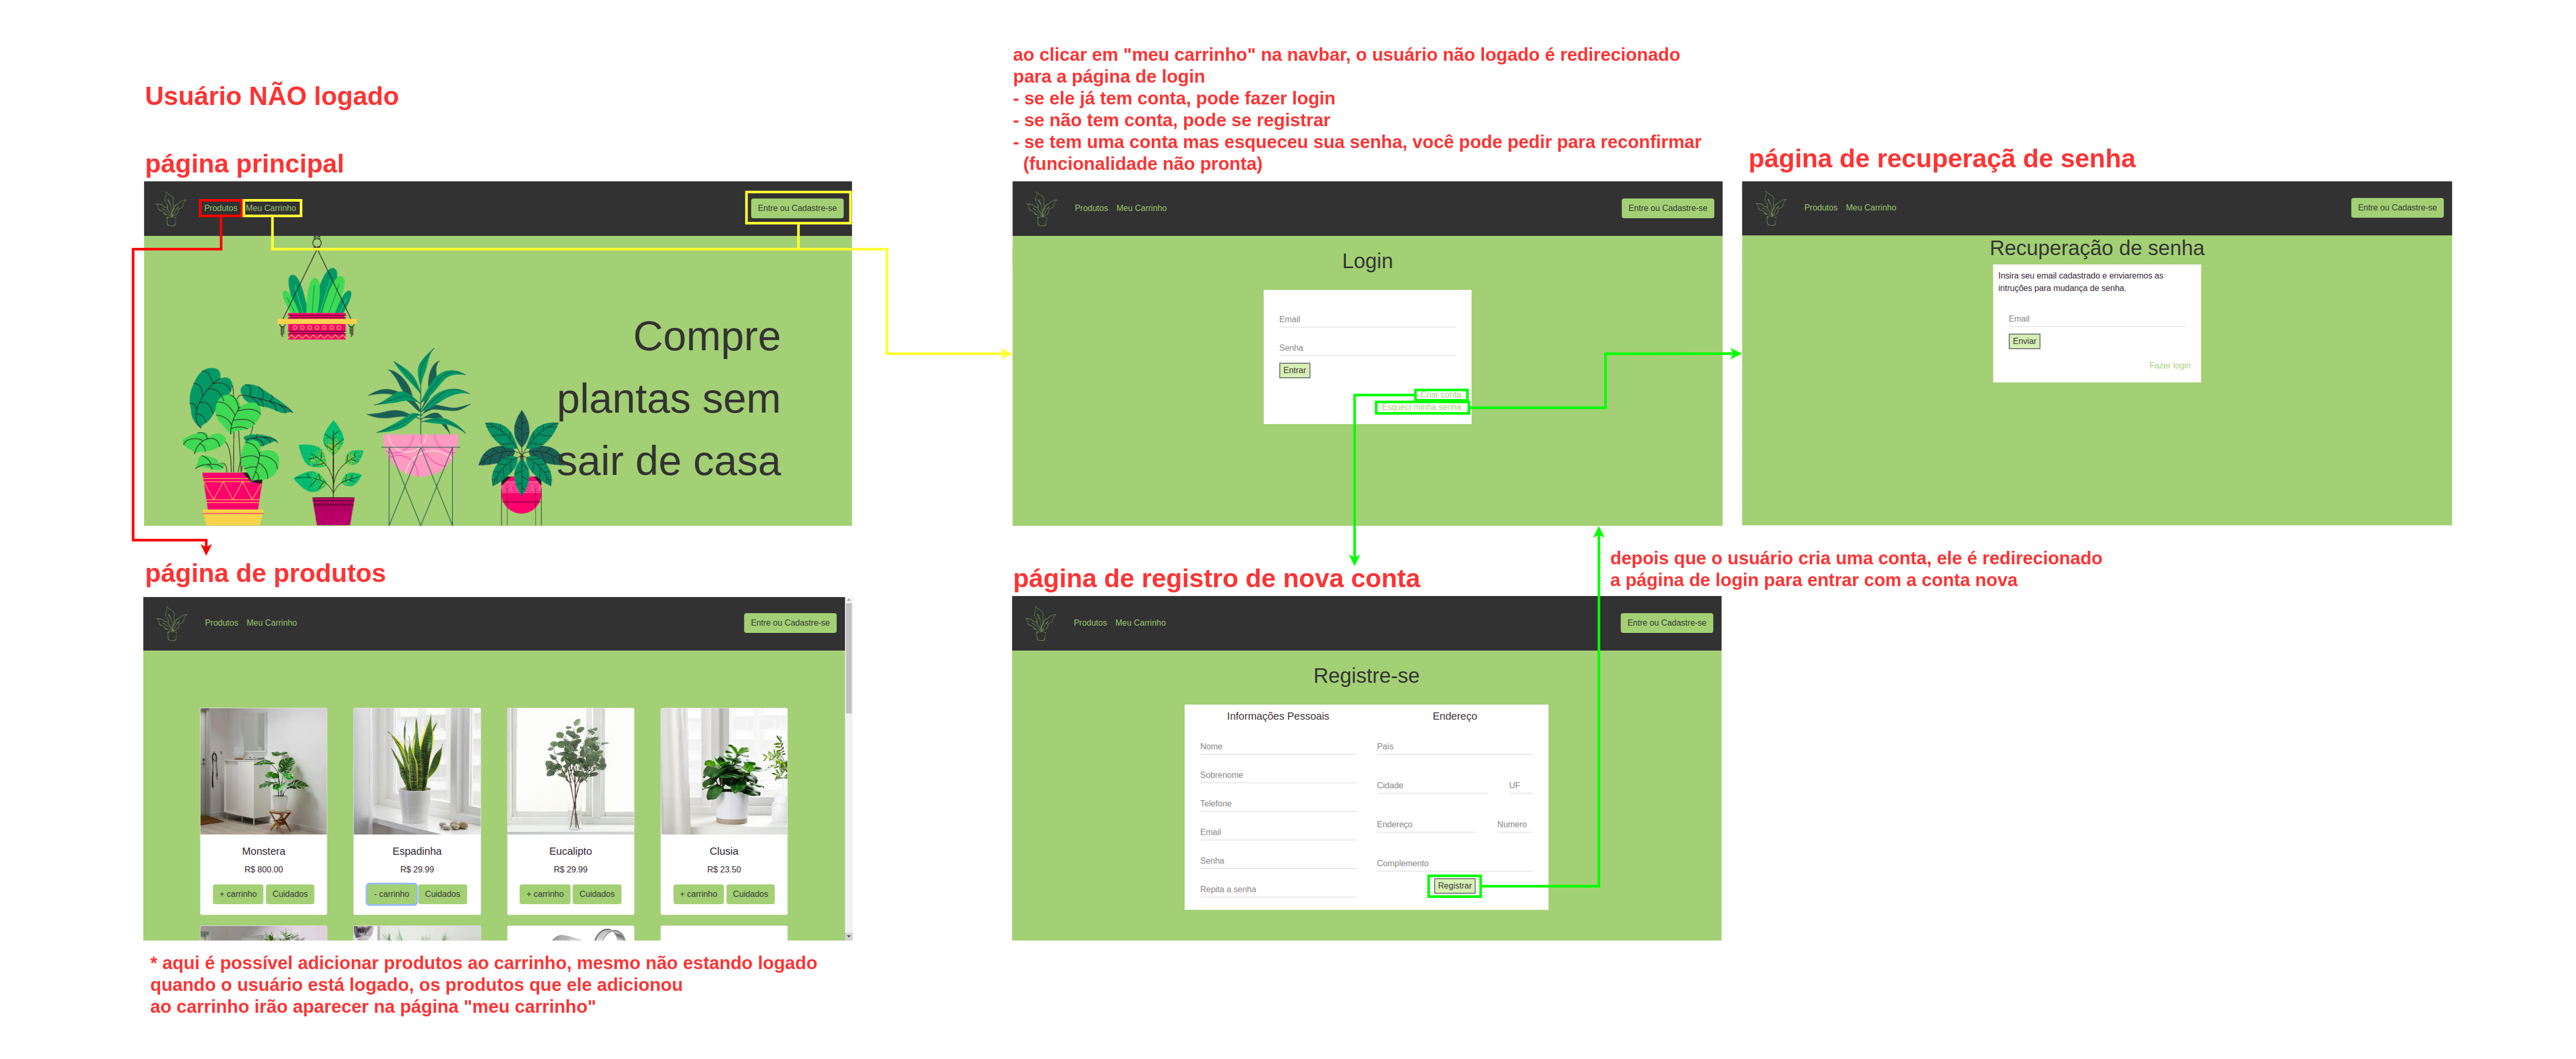 Usuário NÃO logado
página principal
Produtos Meu Carrinho
Entre ou Cadastre-se
Compre
plantas sem
sair de casa
ao clicar em "meu carrinho" na navbar, o usuário não logado é redirecionado
para a página de login
- se ele já tem conta, pode fazer login
- se não tem conta, pode se registrar
- se tem uma conta mas esqueceu sua senha, você pode pedir para reconfirmar
(funcionalidade não pronta)
Produtos Meu Carrinho
Entre ou Cadastre-se
Login
Email
Senha
Entrar
Criar conta
Esqueci minha senha
página de recuperaçã de senha
Produtos Meu Carrinho
Entre ou Cadastre-se
Recuperação de senha
Insira seu email cadastrado e enviaremos as
intruções para mudança de senha.
Email
Enviar
Fazer login
página de produtos
Produtos Meu Carrinho
Entre ou Cadastre-se
Monstera
R$ 800.00
+ carrinho Cuidados
Espadinha
R$ 29.99
- carrinho Cuidados
Eucalipto
R$ 29.99
+ carrinho Cuidados
Clusia
R$ 23.50
+ carrinho Cuidados
* aqui é possível adicionar produtos ao carrinho, mesmo não estando logado
quando o usuário está logado, os produtos que ele adicionou
ao carrinho irão aparecer na página "meu carrinho"
página de registro de nova conta
Produtos Meu Carrinho
Entre ou Cadastre-se
Registre-se
Informações Pessoais
Nome
Sobrenome
Telefone
Email
Senha
Repita a senha
Endereço
País
Cidade UF
Endereço Numero
Complemento
Registrar
depois que o usuário cria uma conta, ele é redirecionado
a página de login para entrar com a conta nova